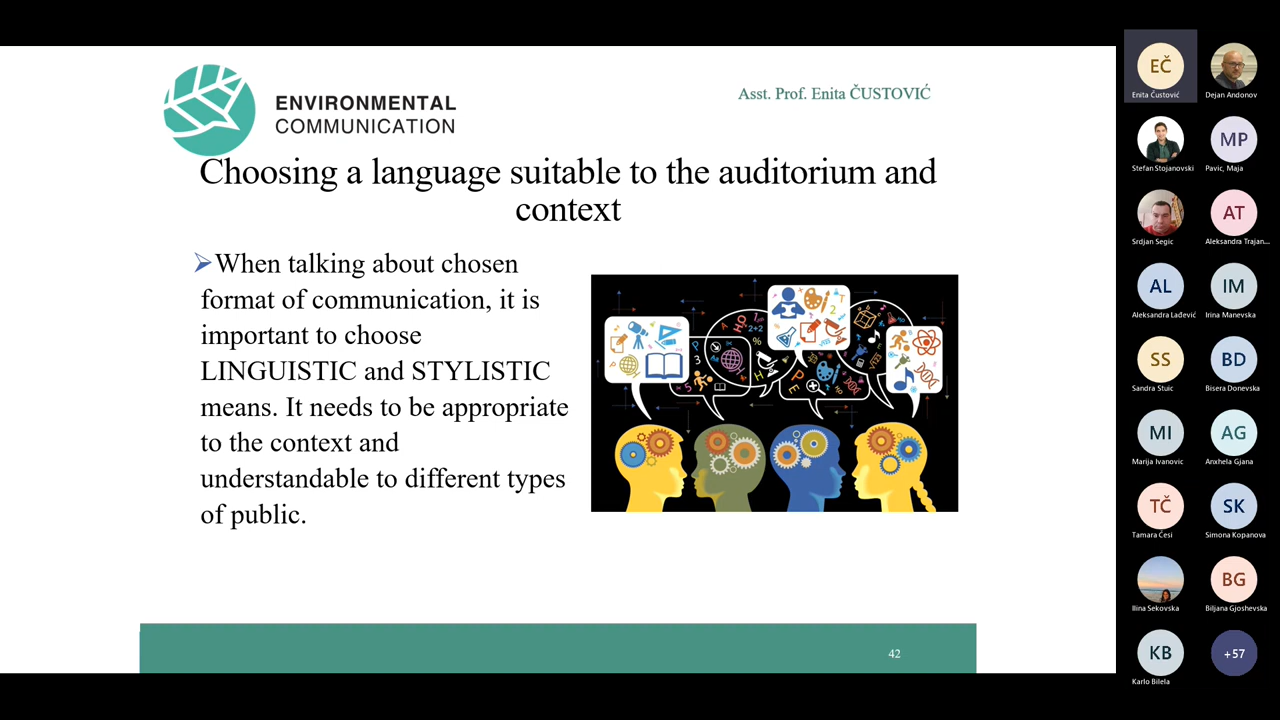 ENVIRONMENTAL
COMMUNICATION
Asst. Prof. Enita ČUSTOVIĆ
Choosing a language suitable to the auditorium and
context
When talking about chosen
format of communication, it is
important to choose
LINGUISTIC and STYLISTIC
means. It needs to be appropriate
to the context and
understandable to different types
of public.
42
EČ
Enita Čustović
Dejan Andonov
Stefan Stojanovski
MP
Pavic, Maja
Srdjan Segic
AT
Aleksandra Trajan...
AL
Aleksandra Lađević
IM
Irina Manevska
SS
Sandra Stuic
BD
Bisera Donevska
MI
Marija Ivanovic
AG
Anxhela Gjana
TČ
Tamara Česi
SK
Simona Kopanova
Ilina Sekovska
BG
Biljana Gjoshevska
KB
Karlo Bilela
+57